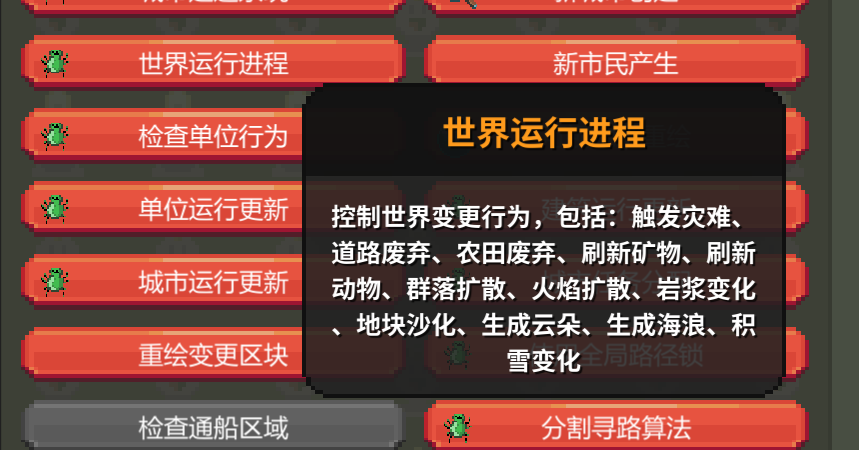 世界运行进程
新市民产生
检查单位行为
世界运行进程
单位运行更新
控制世界变更行为，包括：触发灾难、
道路废弃、农田废弃、刷新矿物、刷新
城市运行更新
动物、群落扩散、火焰扩散、岩浆变化
、地块沙化、生成云朵、生成海浪、积
重绘变更区块
雪变化
检查通船区域
分割寻路算法